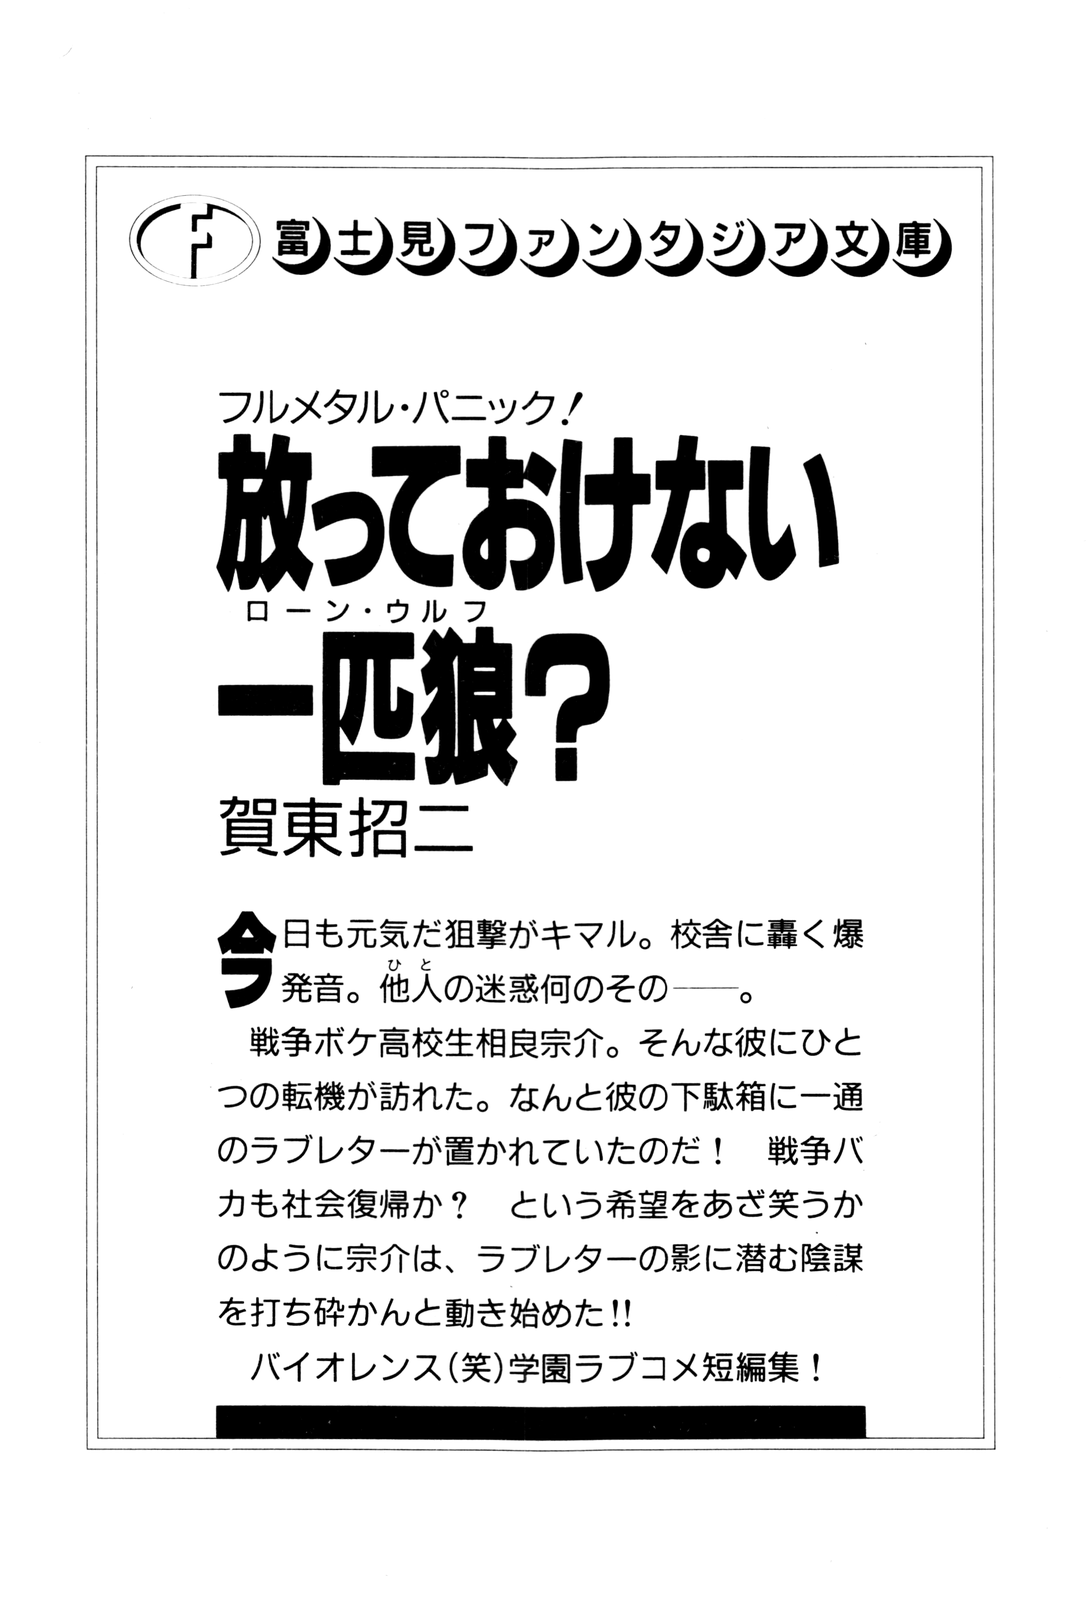 富士見ファンタジア文庫
フルメタル・パニック!
放っておけない
ローン・ウルフ
一匹狼?
賀東招二
今日も元気だ狙撃がキマル。校舎に轟く爆
発音。他人の迷惑何のその――。
ひと
戦争ボケ高校生相良宗介。そんな彼にひと
つの転機が訪れた。なんと彼の下駄箱に一通
のラブレターが置かれていたのだ! 戦争バ
カも社会復帰か? という希望をあざ笑うか
のように宗介は、ラブレターの影に潜む陰謀
を打ち砕かんと動き始めた!!
バイオレンス(笑)学園ラブコメ短編集!